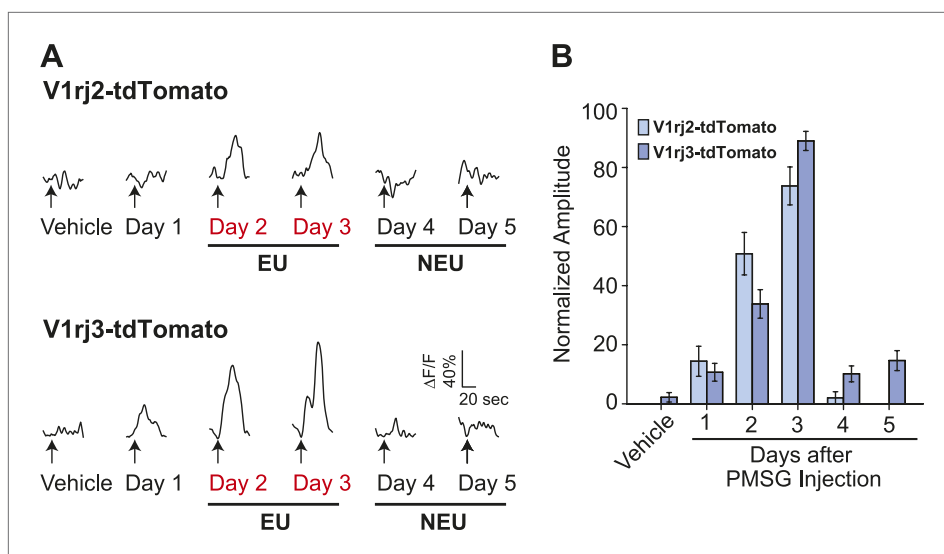 A
V1rj2-tdTomato
Vehicle Day 1 Day 2 Day 3 Day 4 Day 5
EU NEU
V1rj3-tdTomato
ΔF/F
40%
20 sec
Vehicle Day 1 Day 2 Day 3 Day 4 Day 5
EU NEU
B
V1rj2-tdTomato
V1rj3-tdTomato
Normalized Amplitude
100
80
60
40
20
0
Vehicle 1 2 3 4 5
Days after
PMSG Injection